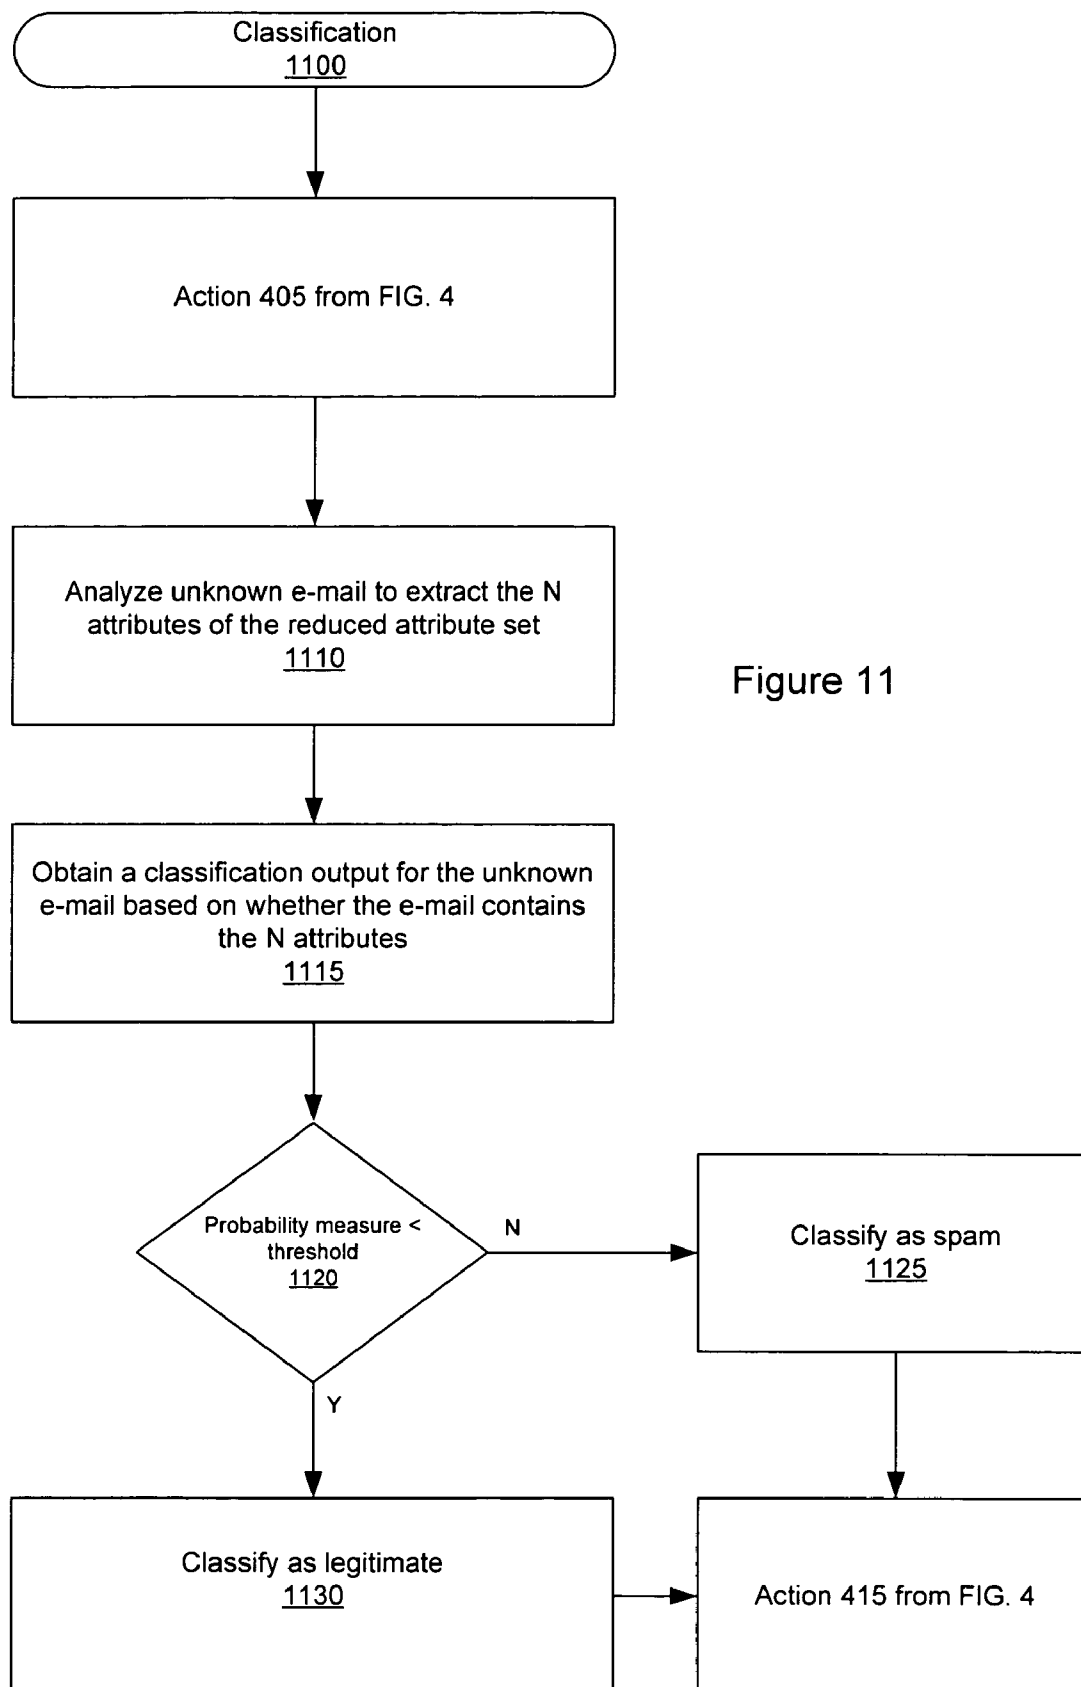 Classification
1100
Action 405 from FIG. 4
Analyze unknown e-mail to extract the N
attributes of the reduced attribute set
1110
Figure 11
Obtain a classification output for the unknown
e-mail based on whether the e-mail contains
the N attributes
1115
Probability measure <
threshold
1120
N
Classify as spam
1125
Y
Classify as legitimate
1130
Action 415 from FIG. 4